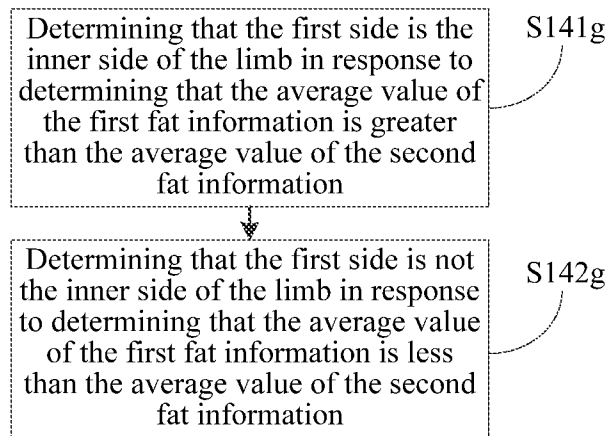 Determining that the first side is the
inner side of the limb in response to
determining that the average value of
the first fat information is greater
than the average value of the second
fat information
S141g
Determining that the first side is not
the inner side of the limb in response
to determining that the average value
of the first fat information is less
than the average value of the second
fat information
S142g